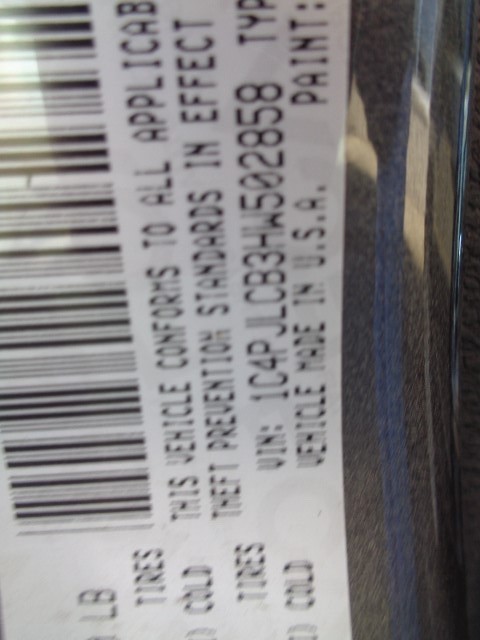 LB
THIS VEHICLE CONFORMS TO ALL APPLICAB
THEFT PREVENTION STANDARDS IN EFFECT
VIN: 1C4PJLCB3HW502858 TYP
VEHICLE MADE IN U.S.A. PAINT:
TIRES
COLD
TIRES
COLD